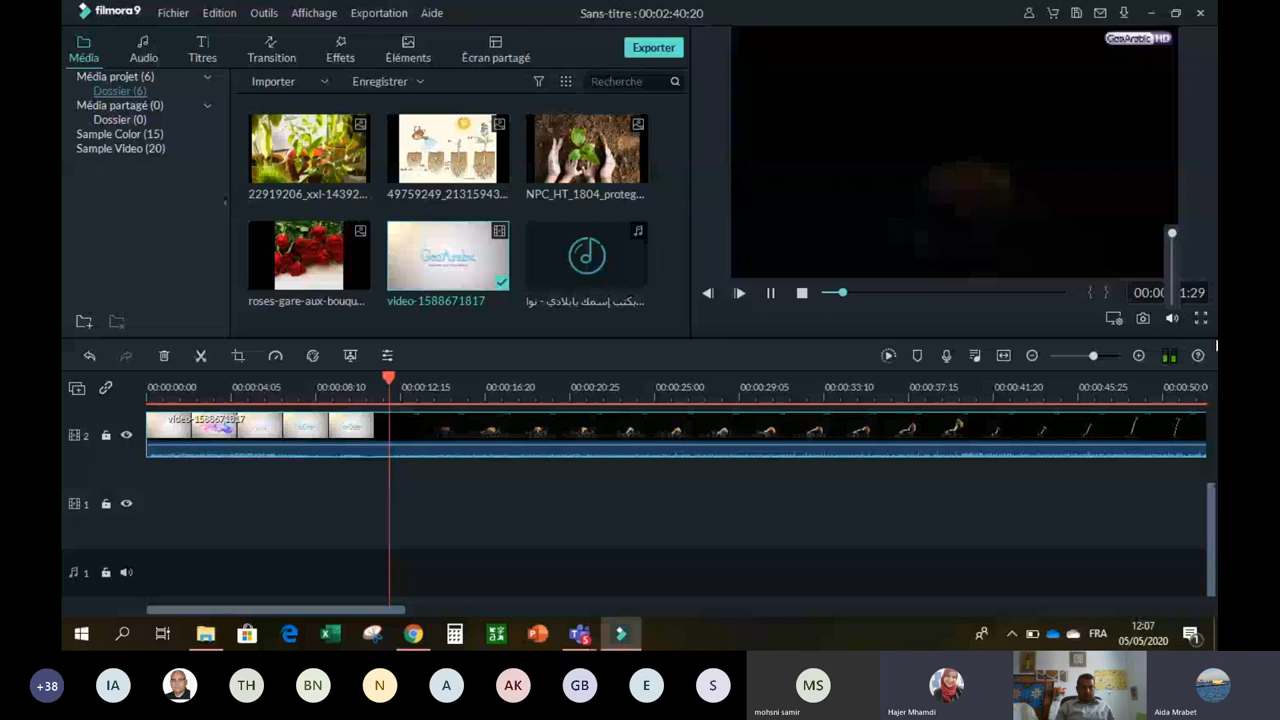 filmora9 Fichier Edition Outils Affichage Exportation Aide Sans-titre : 00:02:40:20
Média Audio Titres Transition Effets Éléments Écran partagé Exporter
GeoArabic HD
Média projet (6)
Dossier (6)
Média partagé (0)
Dossier (0)
Sample Color (15)
Sample Video (20)
Importer Enregistrer Recherche
22919206_xxl-14392... 49759249_21315943... NPC_HT_1804_proteg...
GeoArabic
roses-gare-aux-bouqu... video-1588671817 بكتب إسمك يابلادي - نوا...
1:29
00:00:00:00 00:00:04:05 00:00:08:10 00:00:12:15 00:00:16:20 00:00:20:25 00:00:25:00 00:00:29:05 00:00:33:10 00:00:37:15 00:00:41:20 00:00:45:25 00:00:50:0
video-1588671817
2
1
1
FRA 12:07
05/05/2020
1
+38 IA TH BN N A AK GB E S MS
mohsni samir Hajer Mhamdi Aida Mrabet